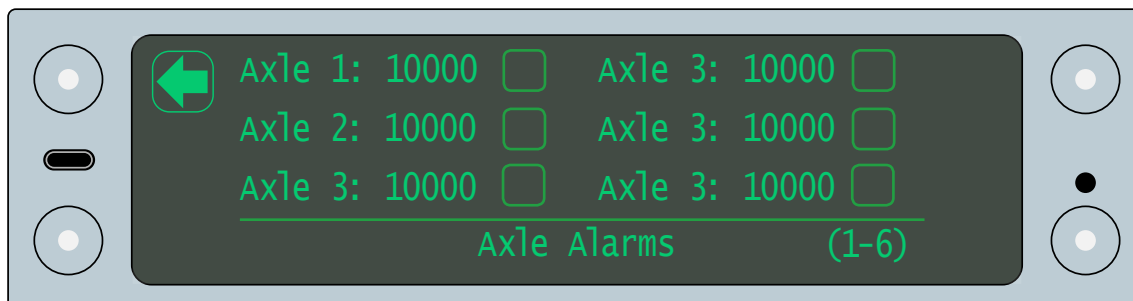 Axle 1: 10000 Axle 3: 10000
Axle 2: 10000 Axle 3: 10000
Axle 3: 10000 Axle 3: 10000
Axle Alarms (1-6)